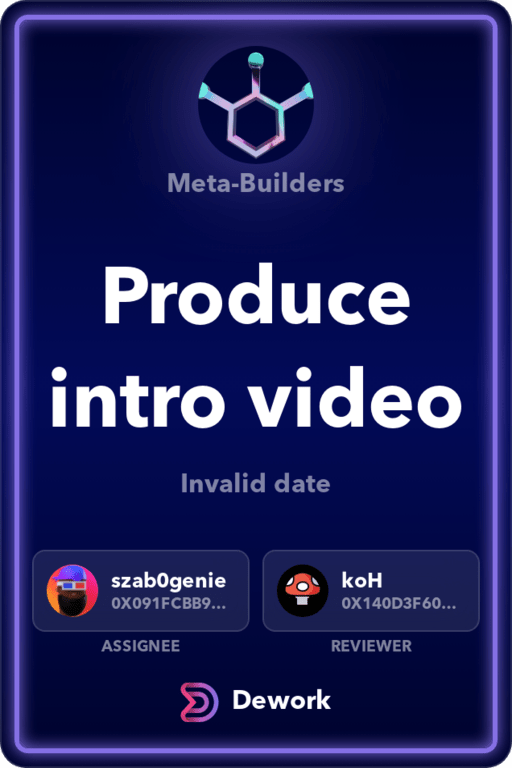 Meta-Builders
Produce
intro video
Invalid date
szab0genie
0X091FCBB9...
ASSIGNEE
koH
0X140D3F60...
REVIEWER
Dework